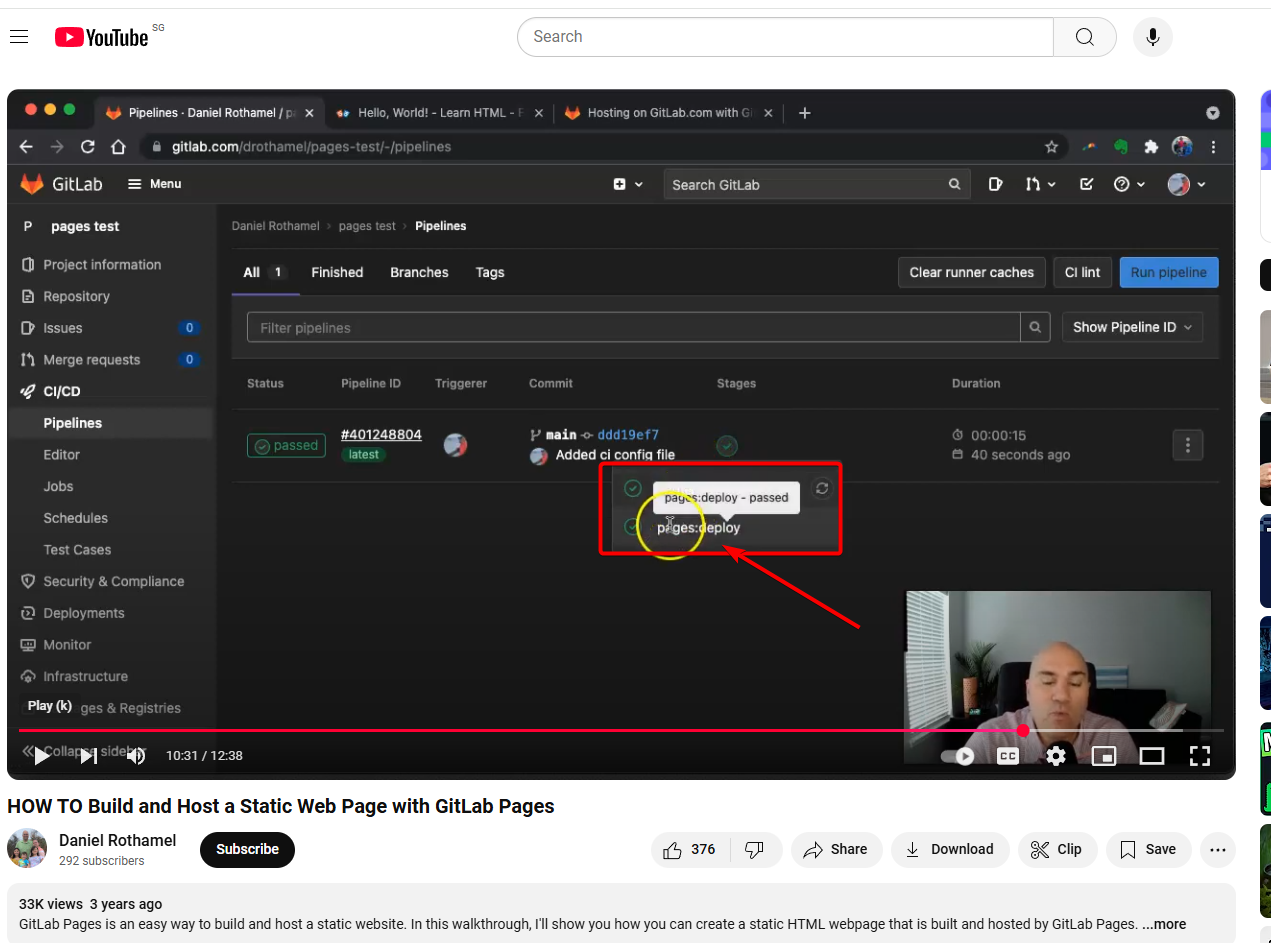 YouTube SG
Search
Pipelines · Daniel Rothamel / pa
Hello, World! - Learn HTML - F
Hosting on GitLab.com with Gi
gitlab.com/drothamel/pages-test/-/pipelines
GitLab
Menu
Search GitLab
P pages test
Project information
Repository
Issues 0
Merge requests 0
CI/CD
Pipelines
Editor
Jobs
Schedules
Test Cases
Security & Compliance
Deployments
Monitor
Infrastructure
Play (k)
ges & Registries
Collapse sidebar
Daniel Rothamel › pages test › Pipelines
All 1 Finished Branches Tags
Clear runner caches CI lint Run pipeline
Filter pipelines
Show Pipeline ID
Status Pipeline ID Triggerer Commit Stages Duration
passed
#401248804
latest
main ddd19ef7
Added ci config file
00:00:15
40 seconds ago
pages:deploy - passed
pages:deploy
10:31 / 12:38
CC
HOW TO Build and Host a Static Web Page with GitLab Pages
Daniel Rothamel
292 subscribers
Subscribe
376
Share
Download
Clip
Save
33K views 3 years ago
GitLab Pages is an easy way to build and host a static website. In this walkthrough, I'll show you how you can create a static HTML webpage that is built and hosted by GitLab Pages. ...more